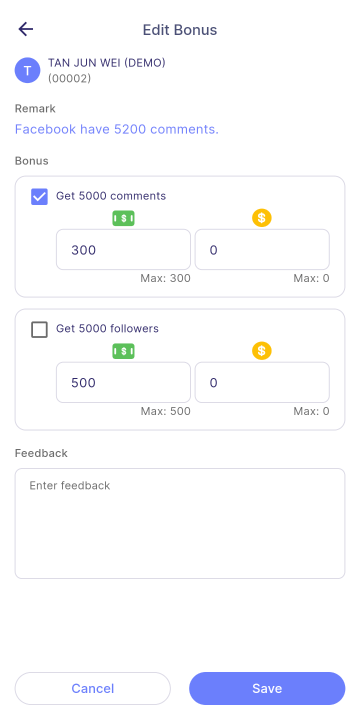 Edit Bonus
T
TAN JUN WEI (DEMO)
(00002)
Remark
Facebook have 5200 comments.
Bonus
Get 5000 comments
$ $
300 0
Max: 300 Max: 0
Get 5000 followers
$ $
500 0
Max: 500 Max: 0
Feedback
Enter feedback
Cancel Save